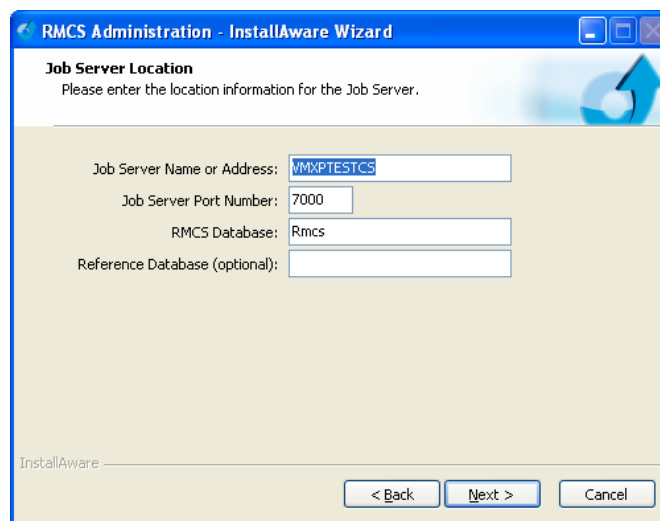 RMCS Administration - InstallAware Wizard
Job Server Location
Please enter the location information for the Job Server.
Job Server Name or Address: VMXPTESTCS
Job Server Port Number: 7000
RMCS Database: Rmcs
Reference Database (optional):
InstallAware
< Back Next > Cancel